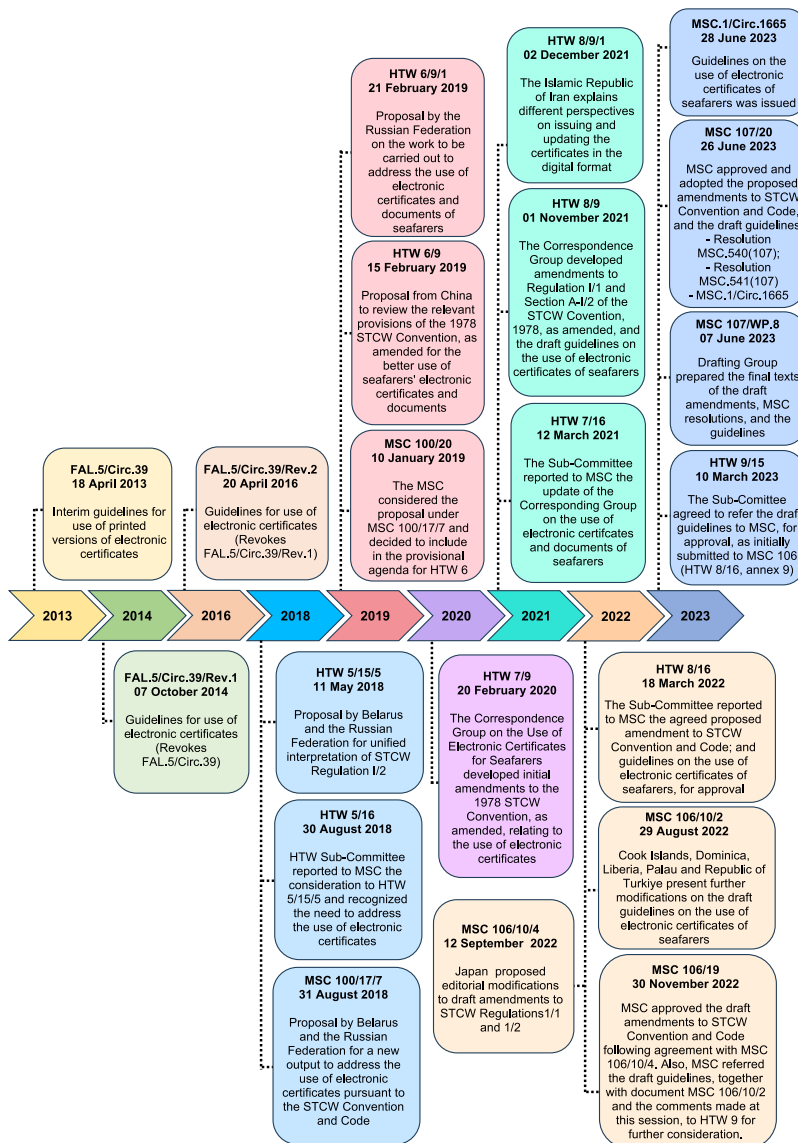 FAL.5/Circ.39
18 April 2013
Interim guidelines for
use of printed
versions of electronic
certificates
FAL.5/Circ.39/Rev.2
20 April 2016
Guidelines for use of
electronic certificates
(Revokes
FAL.5/Circ.39/Rev.1)
HTW 6/9/1
21 February 2019
Proposal by the
Russian Federation
on the work to be
carried out to
address the use of
electronic
certificates and
documents of
seafarers
HTW 6/9
15 February 2019
Proposal from China
to review the relevant
provisions of the 1978
STCW Convention, as
amended for the
better use of
seafarers' electronic
certificates and
documents
MSC 100/20
10 January 2019
The MSC
considered the
proposal under
MSC 100/17/7 and
decided to include
in the provisional
agenda for HTW 6
HTW 8/9/1
02 December 2021
The Islamic Republic
of Iran explains
different perspectives
on issuing and
updating the
certificates in the
digital format
HTW 8/9
01 November 2021
The Correspondence
Group developed
amendments to
Regulation I/1 and
Section A-I/2 of the
STCW Covention,
1978, as amended, and
the draft guidelines on
the use of electronic
certificates of seafarers
HTW 7/16
12 March 2021
The Sub-Committee
reported to MSC the
update of the
Corresponding Group
on the use of
electronic certifcates
and documents of
seafarers
MSC.1/Circ.1665
28 June 2023
Guidelines on the
use of electronic
certificates of
seafarers was issued
MSC 107/20
26 June 2023
MSC approved and
adopted the proposed
amendments to STCW
Convention and Code,
and the draft guidelines
- Resolution
MSC.540(107);
- Resolution
MSC.541(107)
- MSC.1/Circ.1665
MSC 107/WP.8
07 June 2023
Drafting Group
prepared the final texts
of the draft
amendments, MSC
resolutions, and the
guidelines
HTW 9/15
10 March 2023
The Sub-Comittee
agreed to refer the draft
guidelines to MSC, for
approval, as initially
submitted to MSC 106
(HTW 8/16, annex 9)
2013
2014
2016
2018
2019
2020
2021
2022
2023
FAL.5/Circ.39/Rev.1
07 October 2014
Guidelines for use of
electronic certificates
(Revokes
FAL.5/Circ.39)
HTW 5/15/5
11 May 2018
Proposal by Belarus
and the Russian
Federation for unified
interpretation of STCW
Regulation I/2
HTW 5/16
30 August 2018
HTW Sub-Committee
reported to MSC the
consideration to HTW
5/15/5 and recognized
the need to address
the use of electronic
certificates
MSC 100/17/7
31 August 2018
Proposal by Belarus
and the Russian
Federation for a new
output to address the
use of electronic
certificates pursuant to
the STCW Convention
and Code
HTW 7/9
20 February 2020
The Correspondence
Group on the Use of
Electronic Certificates
for Seafarers
developed initial
amendments to the
1978 STCW
Convention, as
amended, relating to
the use of electronic
certificates
MSC 106/10/4
12 September 2022
Japan proposed
editorial modifications
to draft amendments to
STCW Regulations1/1
and 1/2
HTW 8/16
18 March 2022
The Sub-Committee reported
to MSC the agreed proposed
amendment to STCW
Convention and Code; and
guidelines on the use of
electronic certificates of
seafarers, for approval
MSC 106/10/2
29 August 2022
Cook Islands, Dominica,
Liberia, Palau and Republic of
Turkiye present further
modifications on the draft
guidelines on the use of
electronic certificates of
seafarers
MSC 106/19
30 November 2022
MSC approved the draft
amendments to STCW
Convention and Code
following agreement with MSC
106/10/4. Also, MSC referred
the draft guidelines, together
with document MSC 106/10/2
and the comments made at
this session, to HTW 9 for
further consideration.